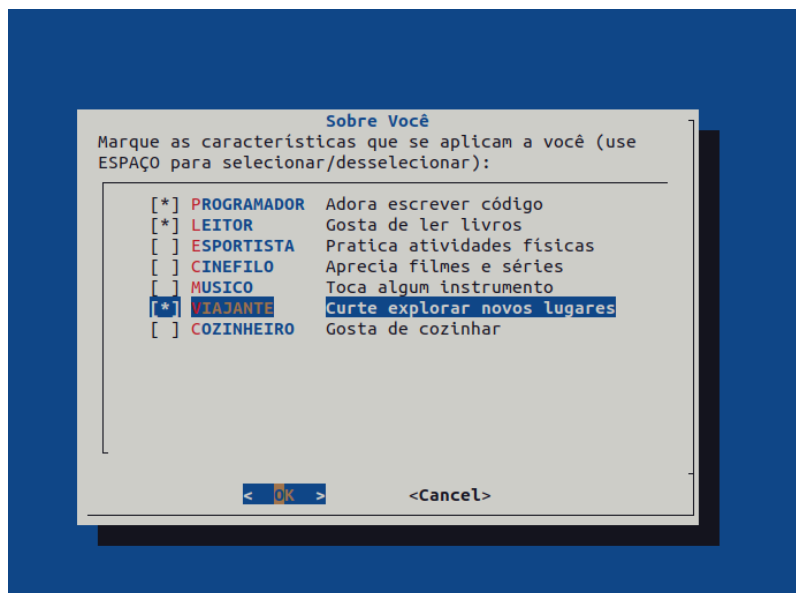 Sobre Você
Marque as características que se aplicam a você (use
ESPAÇO para selecionar/desselecionar):
[*] PROGRAMADOR Adora escrever código
[*] LEITOR Gosta de ler livros
[ ] ESPORTISTA Pratica atividades físicas
[ ] CINEFILO Aprecia filmes e séries
[ ] MUSICO Toca algum instrumento
[*] VIAJANTE Curte explorar novos lugares
[ ] COZINHEIRO Gosta de cozinhar
< OK > <Cancel>